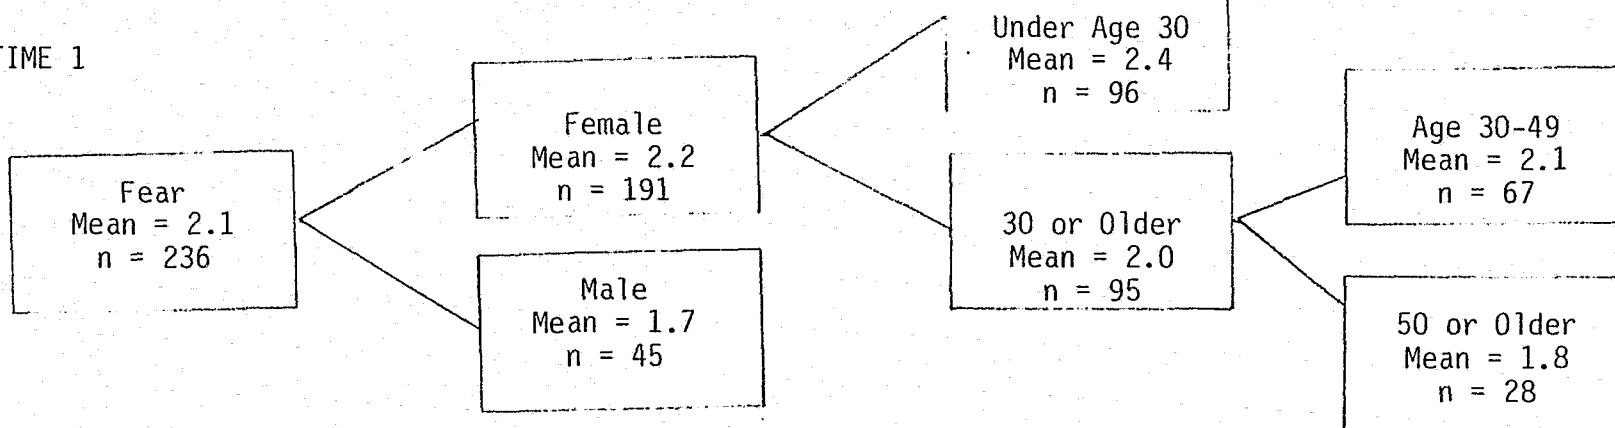 TIME 1
Fear
Mean = 2.1
n = 236
Female
Mean = 2.2
n = 191
Male
Mean = 1.7
n = 45
Under Age 30
Mean = 2.4
n = 96
30 or Older
Mean = 2.0
n = 95
Age 30-49
Mean = 2.1
n = 67
50 or Older
Mean = 1.8
n = 28